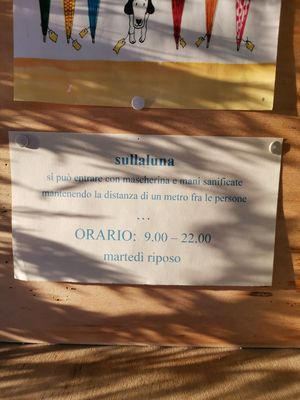 sullaluna
si può entrare con mascherina e mani sanificate
mantenendo la distanza di un metro fra le persone
...
ORARIO: 9.00 – 22.00
martedì riposo